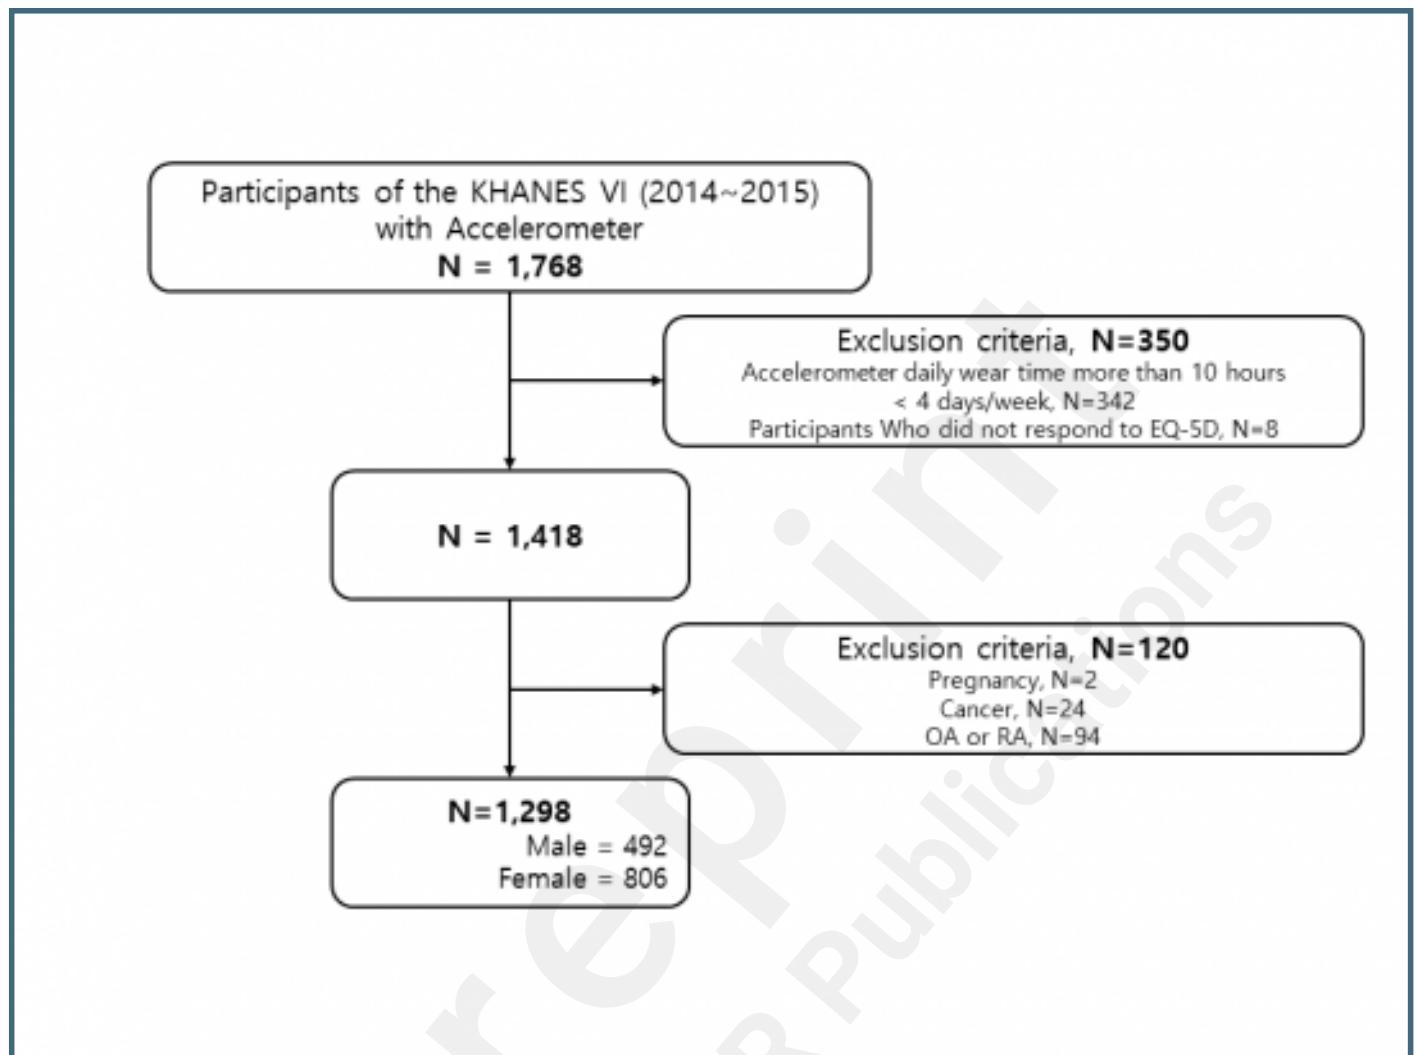 Participants of the KHANES VI (2014~2015)
with Accelerometer
N = 1,768
Exclusion criteria, N=350
Accelerometer daily wear time more than 10 hours
< 4 days/week, N=342
Participants Who did not respond to EQ-5D, N=8
N = 1,418
Exclusion criteria, N=120
Pregnancy, N=2
Cancer, N=24
OA or RA, N=94
N=1,298
Male = 492
Female = 806
reprint
R Publications